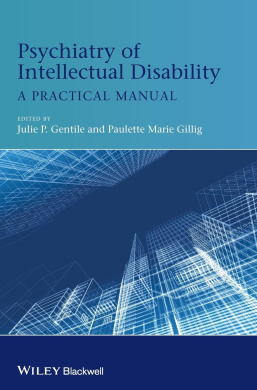 Psychiatry of
Intellectual Disability
A PRACTICAL MANUAL
EDITED BY
Julie P. Gentile and Paulette Marie Gillig
WILEY Blackwell